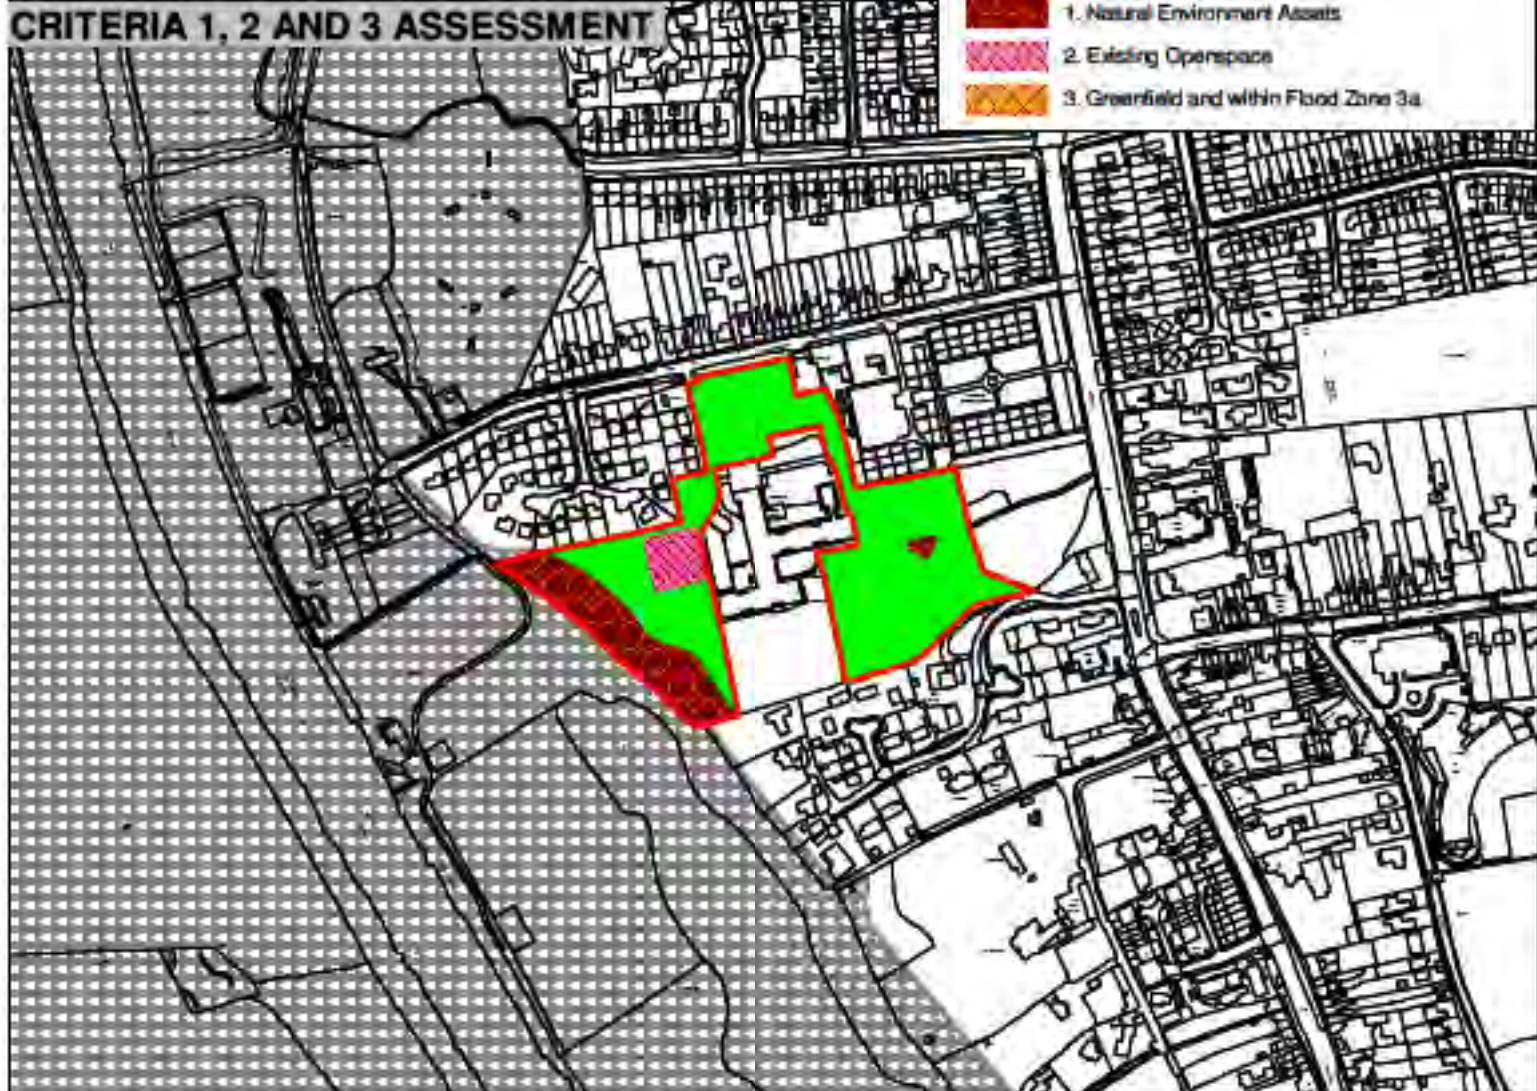 CRITERIA 1, 2 AND 3 ASSESSMENT
1. Natural Environment Assets
2. Existing Openspace
3. Greenfield and within Flood Zone 3a